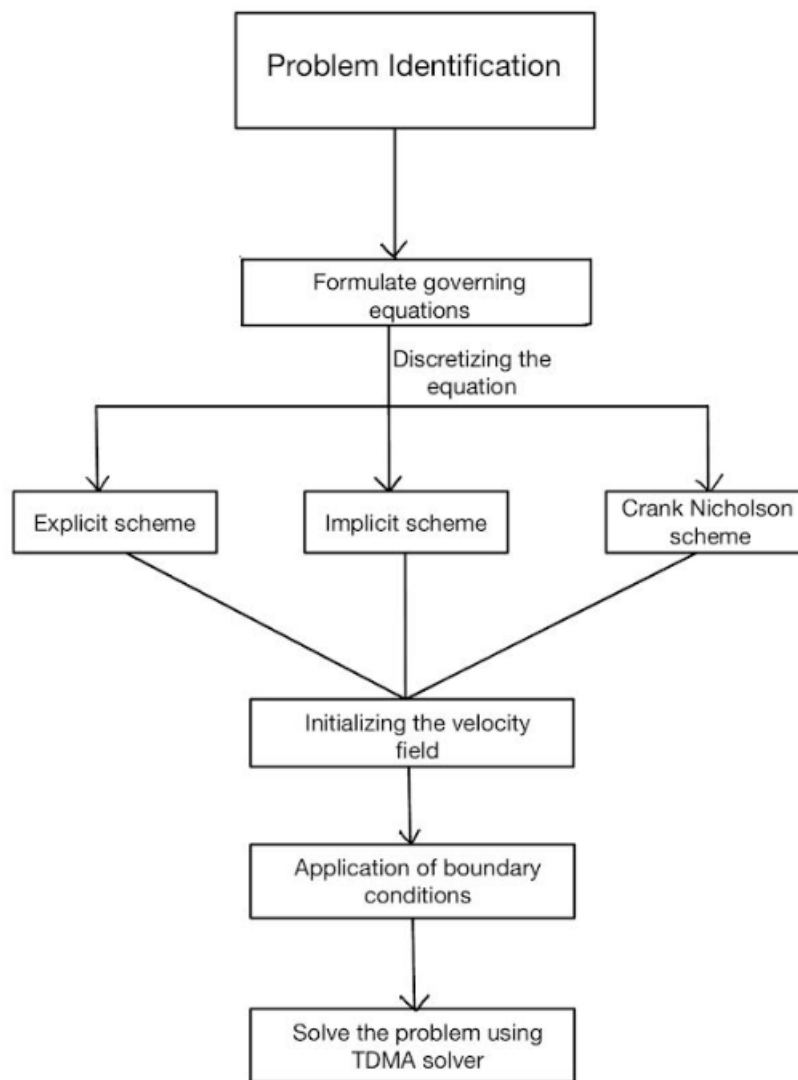 Problem Identification
Formulate governing
equations
Discretizing the
equation
Explicit scheme
Implicit scheme
Crank Nicholson
scheme
Initializing the velocity
field
Application of boundary
conditions
Solve the problem using
TDMA solver